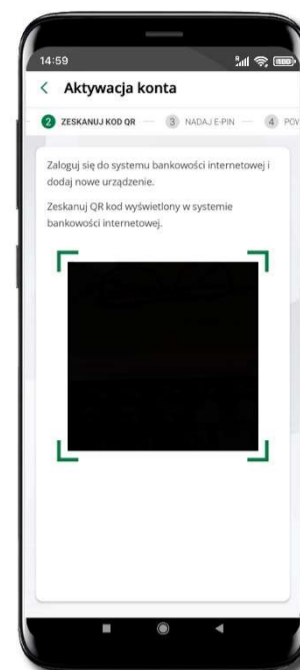 14:59
Aktywacja konta
2 ZESKANUJ KOD QR 3 NADAJ E-PIN 4 POW
Zaloguj się do systemu bankowości internetowej i
dodaj nowe urządzenie.
Zeskanuj QR kod wyświetlony w systemie
bankowości internetowej.